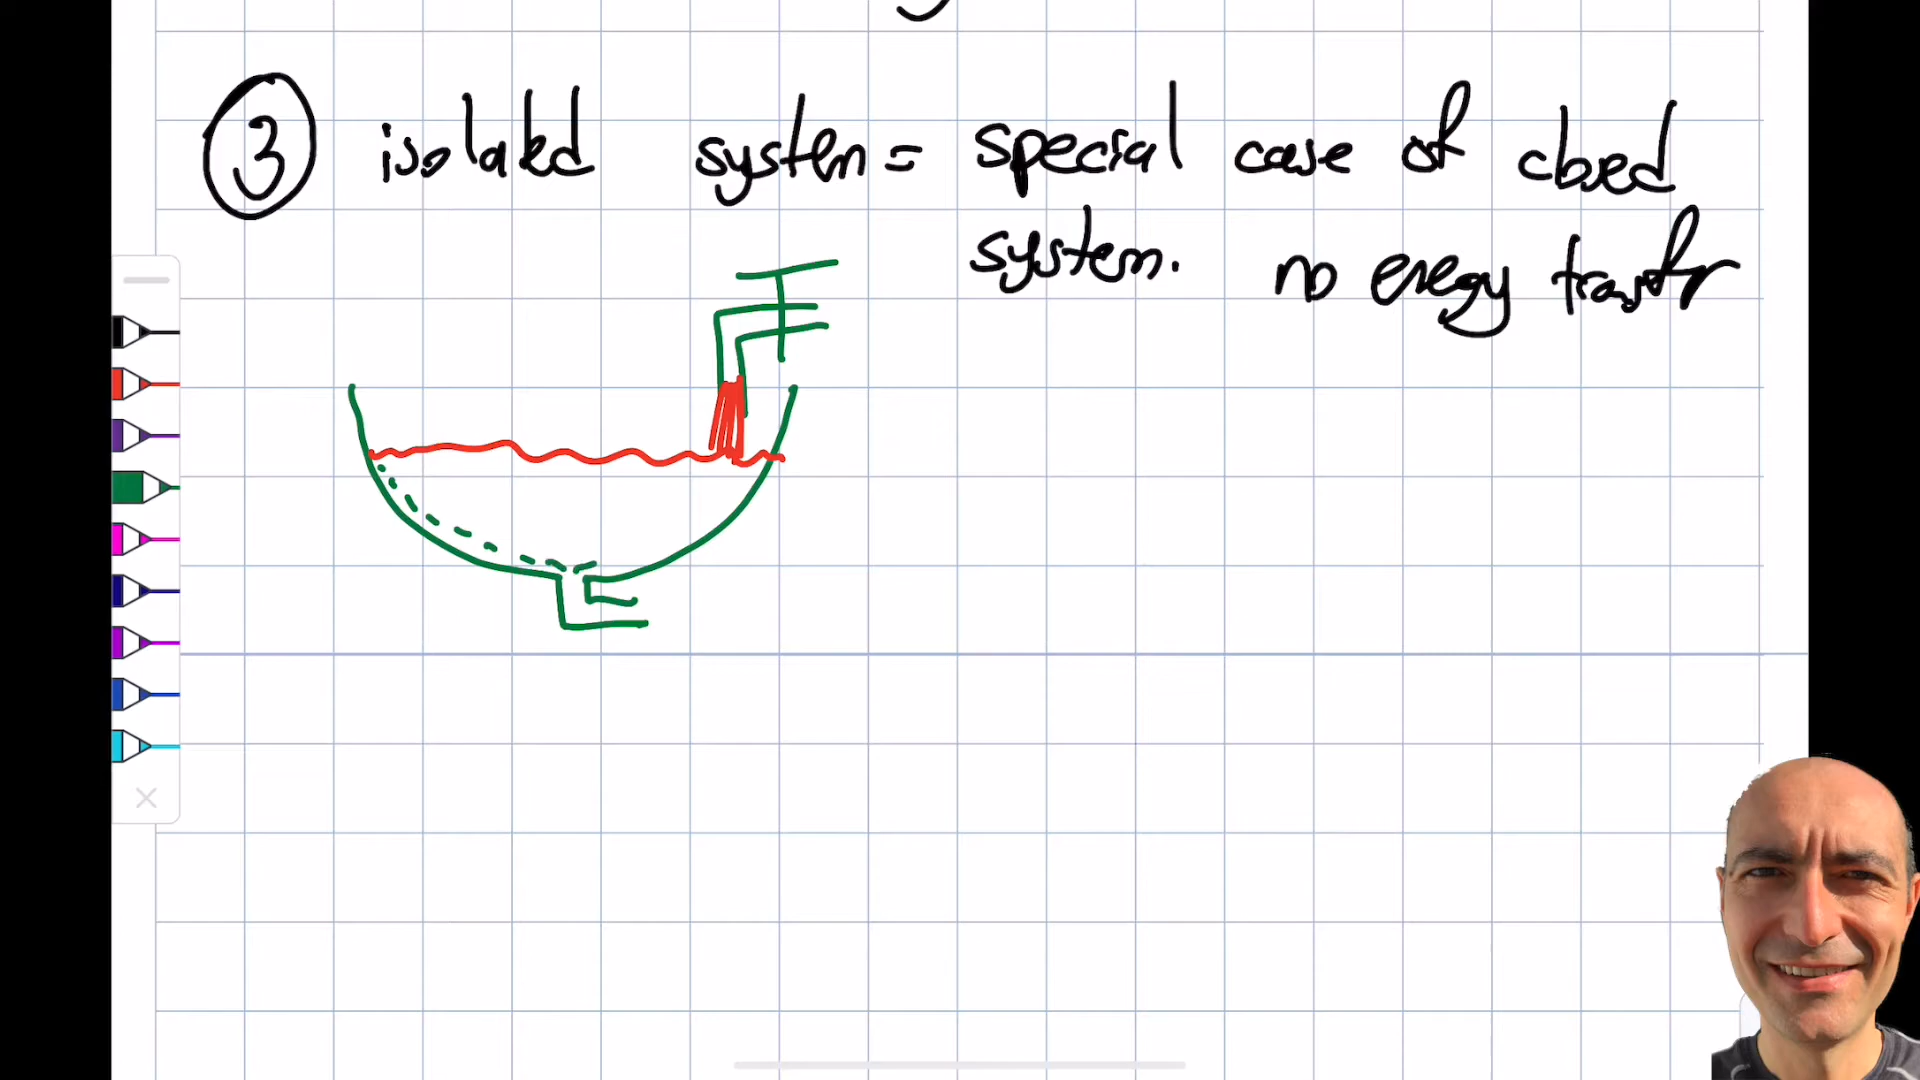 3 isolated system = special case of closed
system. no energy transfer